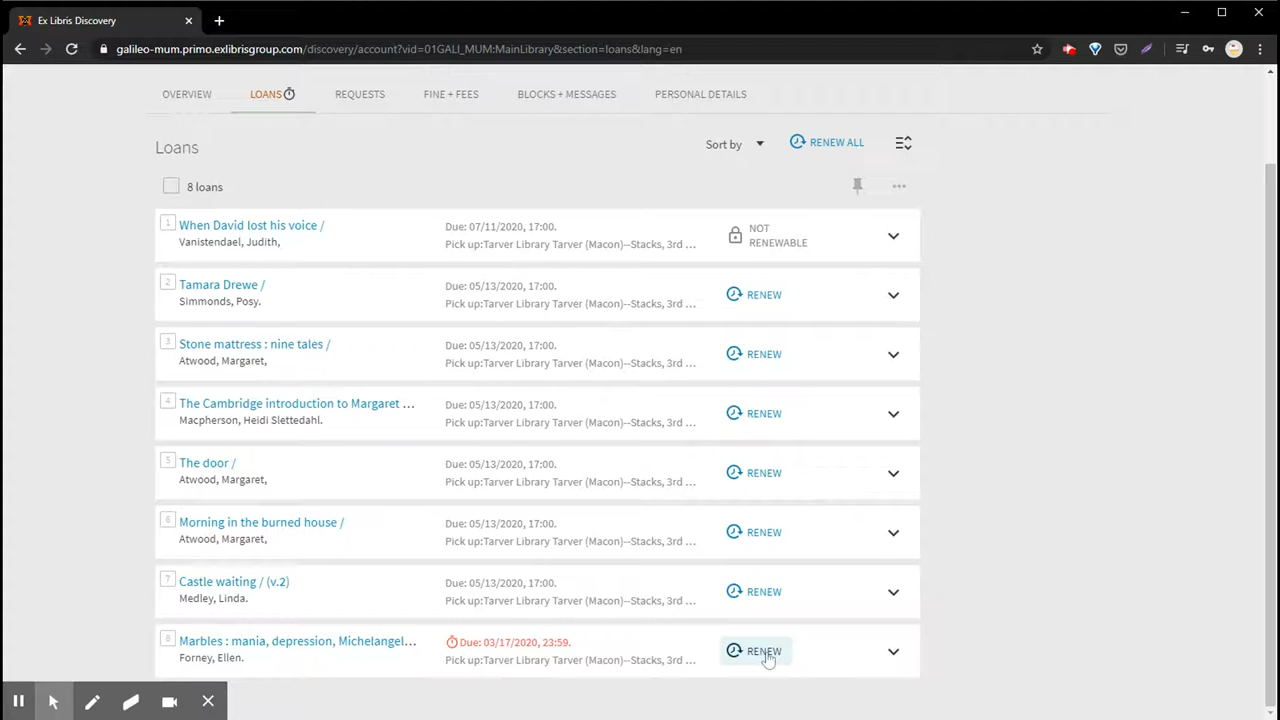 Ex Libris Discovery
galileo-mum.primo.exlibrisgroup.com/discovery/account?vid=01GALI_MUM:MainLibrary&section=loans&lang=en
OVERVIEW LOANS REQUESTS FINE + FEES BLOCKS + MESSAGES PERSONAL DETAILS
Loans Sort by RENEW ALL
8 loans
1 When David lost his voice / Due: 07/11/2020, 17:00. NOT
Vanistendael, Judith, Pick up:Tarver Library Tarver (Macon)--Stacks, 3rd ... RENEWABLE
2 Tamara Drewe / Due: 05/13/2020, 17:00. RENEW
Simmonds, Posy. Pick up:Tarver Library Tarver (Macon)--Stacks, 3rd ...
3 Stone mattress : nine tales / Due: 05/13/2020, 17:00. RENEW
Atwood, Margaret, Pick up:Tarver Library Tarver (Macon)--Stacks, 3rd ...
4 The Cambridge introduction to Margaret ... Due: 05/13/2020, 17:00. RENEW
Macpherson, Heidi Slettedahl. Pick up:Tarver Library Tarver (Macon)--Stacks, 3rd ...
5 The door / Due: 05/13/2020, 17:00. RENEW
Atwood, Margaret, Pick up:Tarver Library Tarver (Macon)--Stacks, 3rd ...
6 Morning in the burned house / Due: 05/13/2020, 17:00. RENEW
Atwood, Margaret, Pick up:Tarver Library Tarver (Macon)--Stacks, 3rd ...
7 Castle waiting / (v.2) Due: 05/13/2020, 17:00. RENEW
Medley, Linda. Pick up:Tarver Library Tarver (Macon)--Stacks, 3rd ...
8 Marbles : mania, depression, Michelangel... Due: 03/17/2020, 23:59. RENEW
Forney, Ellen. Pick up:Tarver Library Tarver (Macon)--Stacks, 3rd ...